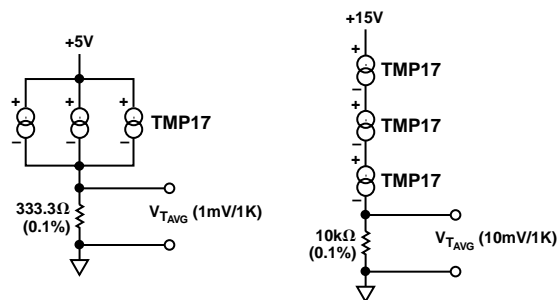 +5V
+ + +
TMP17
− − −
333.3Ω
(0.1%)
V_TAVG (1mV/1K)
+15V
+
TMP17
−
+
TMP17
−
+
TMP17
−
10kΩ
(0.1%)
V_TAVG (10mV/1K)